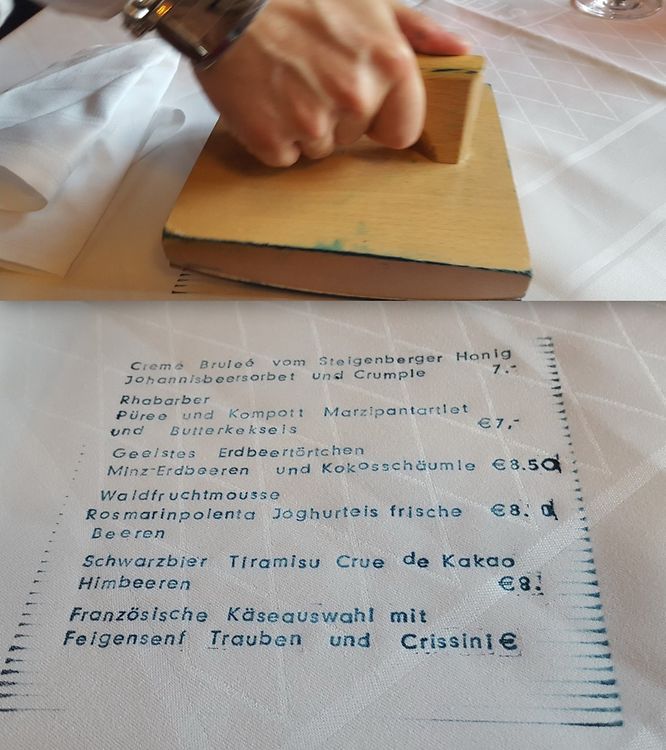 Creme Bruleé vom Steigenberger Honig
Johannisbeersorbet und Crumple 7.-
Rhabarber
Püree und Kompott Marzipantartlet
und Butterkekseis €7,-
Geeistes Erdbeertörtchen
Minz-Erdbeeren und Kokosschäumle €8.50
Waldfruchtmousse
Rosmarinpolenta Joghurteis frische €8.
Beeren
Schwarzbier Tiramisu Crue de Kakao
Himbeeren €8.
Französische Käseauswahl mit
Feigensenf Trauben und Crissini €